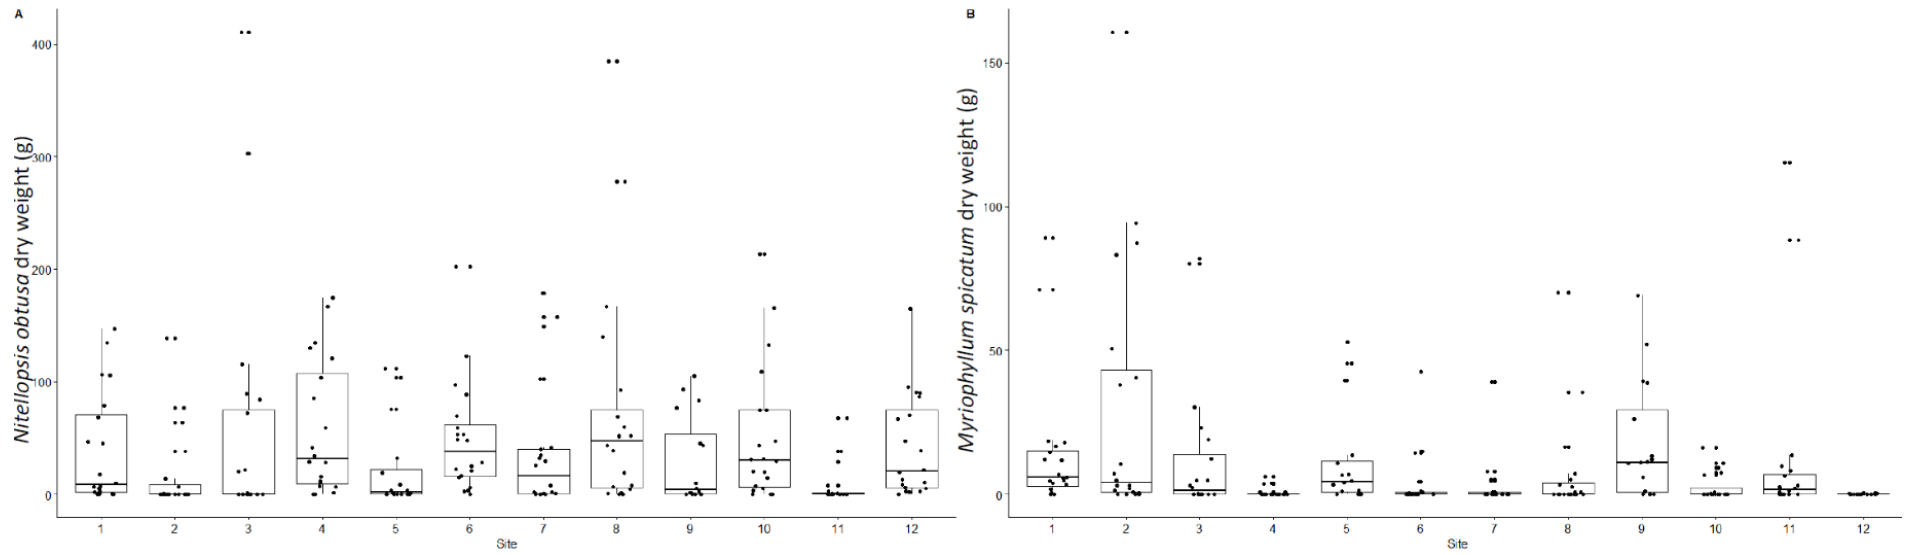 A
Nitellopsis obtusa dry weight (g)
400
300
200
100
0
1 2 3 4 5 6 7 8 9 10 11 12
Site
B
Myriophyllum spicatum dry weight (g)
150
100
50
0
1 2 3 4 5 6 7 8 9 10 11 12
Site